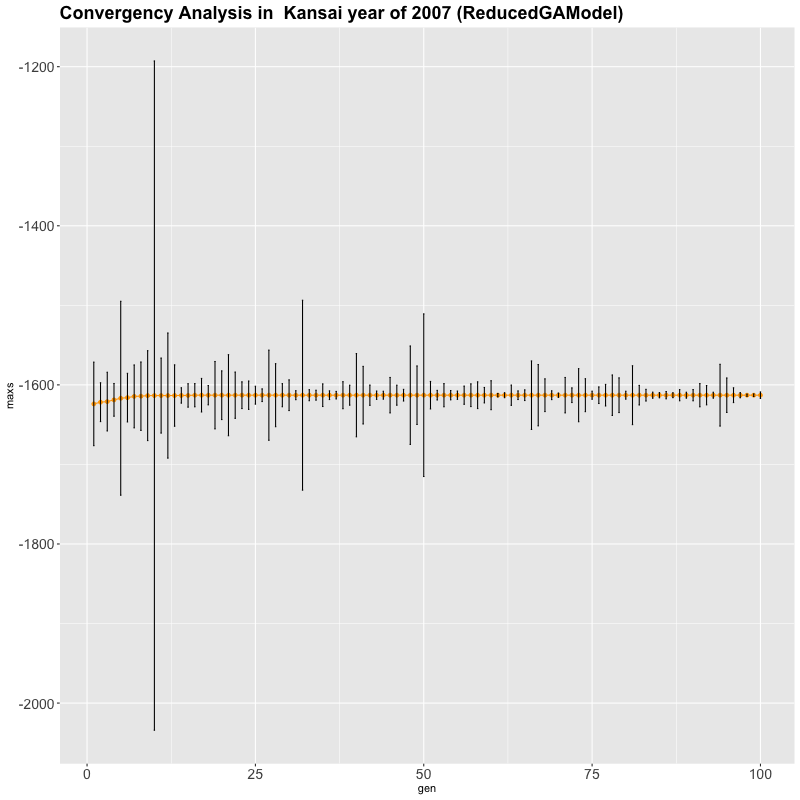 Convergency Analysis in  Kansai year of 2007 (ReducedGAModel)
-1200
-1400
-1600
-1800
-2000
maxs
0 25 50 75 100
gen